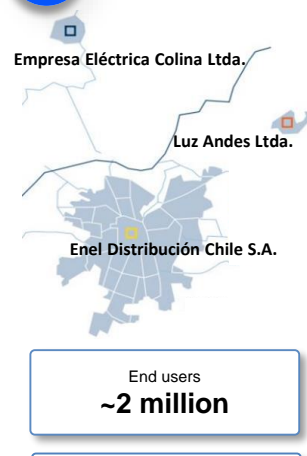 Empresa Eléctrica Colina Ltda.
Luz Andes Ltda.
Enel Distribución Chile S.A.
End users
~2 million